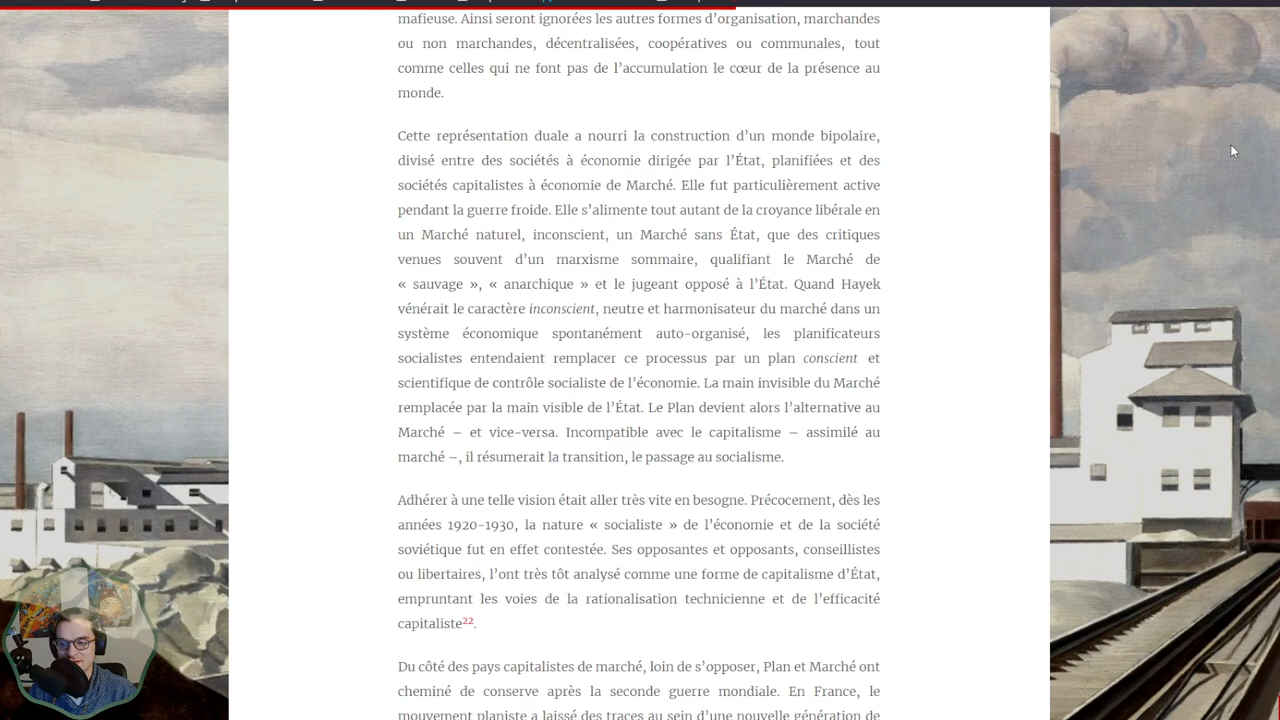 mafieuse. Ainsi seront ignorées les autres formes d’organisation, marchandes
ou non marchandes, décentralisées, coopératives ou communales, tout
comme celles qui ne font pas de l’accumulation le cœur de la présence au
monde.
Cette représentation duale a nourri la construction d’un monde bipolaire,
divisé entre des sociétés à économie dirigée par l’État, planifiées et des
sociétés capitalistes à économie de Marché. Elle fut particulièrement active
pendant la guerre froide. Elle s’alimente tout autant de la croyance libérale en
un Marché naturel, inconscient, un Marché sans État, que des critiques
venues souvent d’un marxisme sommaire, qualifiant le Marché de
« sauvage », « anarchique » et le jugeant opposé à l’État. Quand Hayek
vénérait le caractère inconscient, neutre et harmonisateur du marché dans un
système économique spontanément auto-organisé, les planificateurs
socialistes entendaient remplacer ce processus par un plan conscient et
scientifique de contrôle socialiste de l’économie. La main invisible du Marché
remplacée par la main visible de l’État. Le Plan devient alors l’alternative au
Marché – et vice-versa. Incompatible avec le capitalisme – assimilé au
marché –, il résumerait la transition, le passage au socialisme.
Adhérer à une telle vision était aller très vite en besogne. Précocement, dès les
années 1920-1930, la nature « socialiste » de l’économie et de la société
soviétique fut en effet contestée. Ses opposantes et opposants, conseillistes
ou libertaires, l’ont très tôt analysé comme une forme de capitalisme d’État,
empruntant les voies de la rationalisation technicienne et de l’efficacité
capitaliste22.
Du côté des pays capitalistes de marché, loin de s’opposer, Plan et Marché ont
cheminé de conserve après la seconde guerre mondiale. En France, le
mouvement planiste a laissé des traces au sein d’une nouvelle génération de